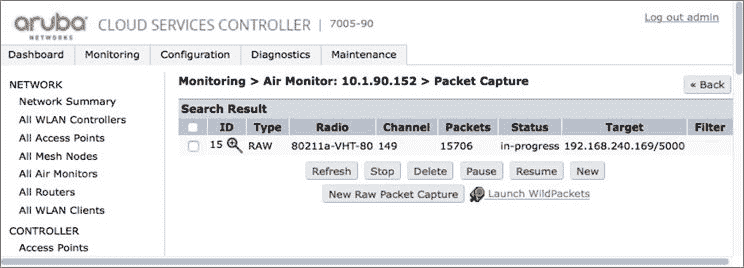 aruba NETWORKS CLOUD SERVICES CONTROLLER | 7005-90 Log out admin
Dashboard Monitoring Configuration Diagnostics Maintenance
NETWORK
Network Summary
All WLAN Controllers
All Access Points
All Mesh Nodes
All Air Monitors
All Routers
All WLAN Clients
CONTROLLER
Access Points
Monitoring > Air Monitor: 10.1.90.152 > Packet Capture
« Back
Search Result
ID Type Radio Channel Packets Status Target Filter
15 RAW 80211a-VHT-80 149 15706 in-progress 192.168.240.169/5000
Refresh Stop Delete Pause Resume New
New Raw Packet Capture Launch WildPackets